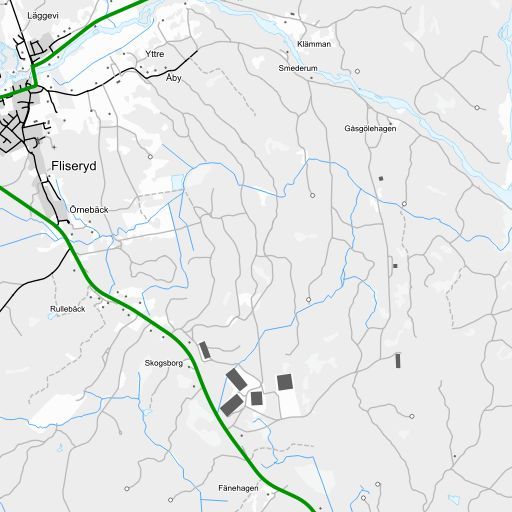 Läggevi
Klämman
Yttre
Smederum
Åby
Gåsgölehagen
Fliseryd
Örnebäck
Rullebäck
Skogsborg
Fänehagen